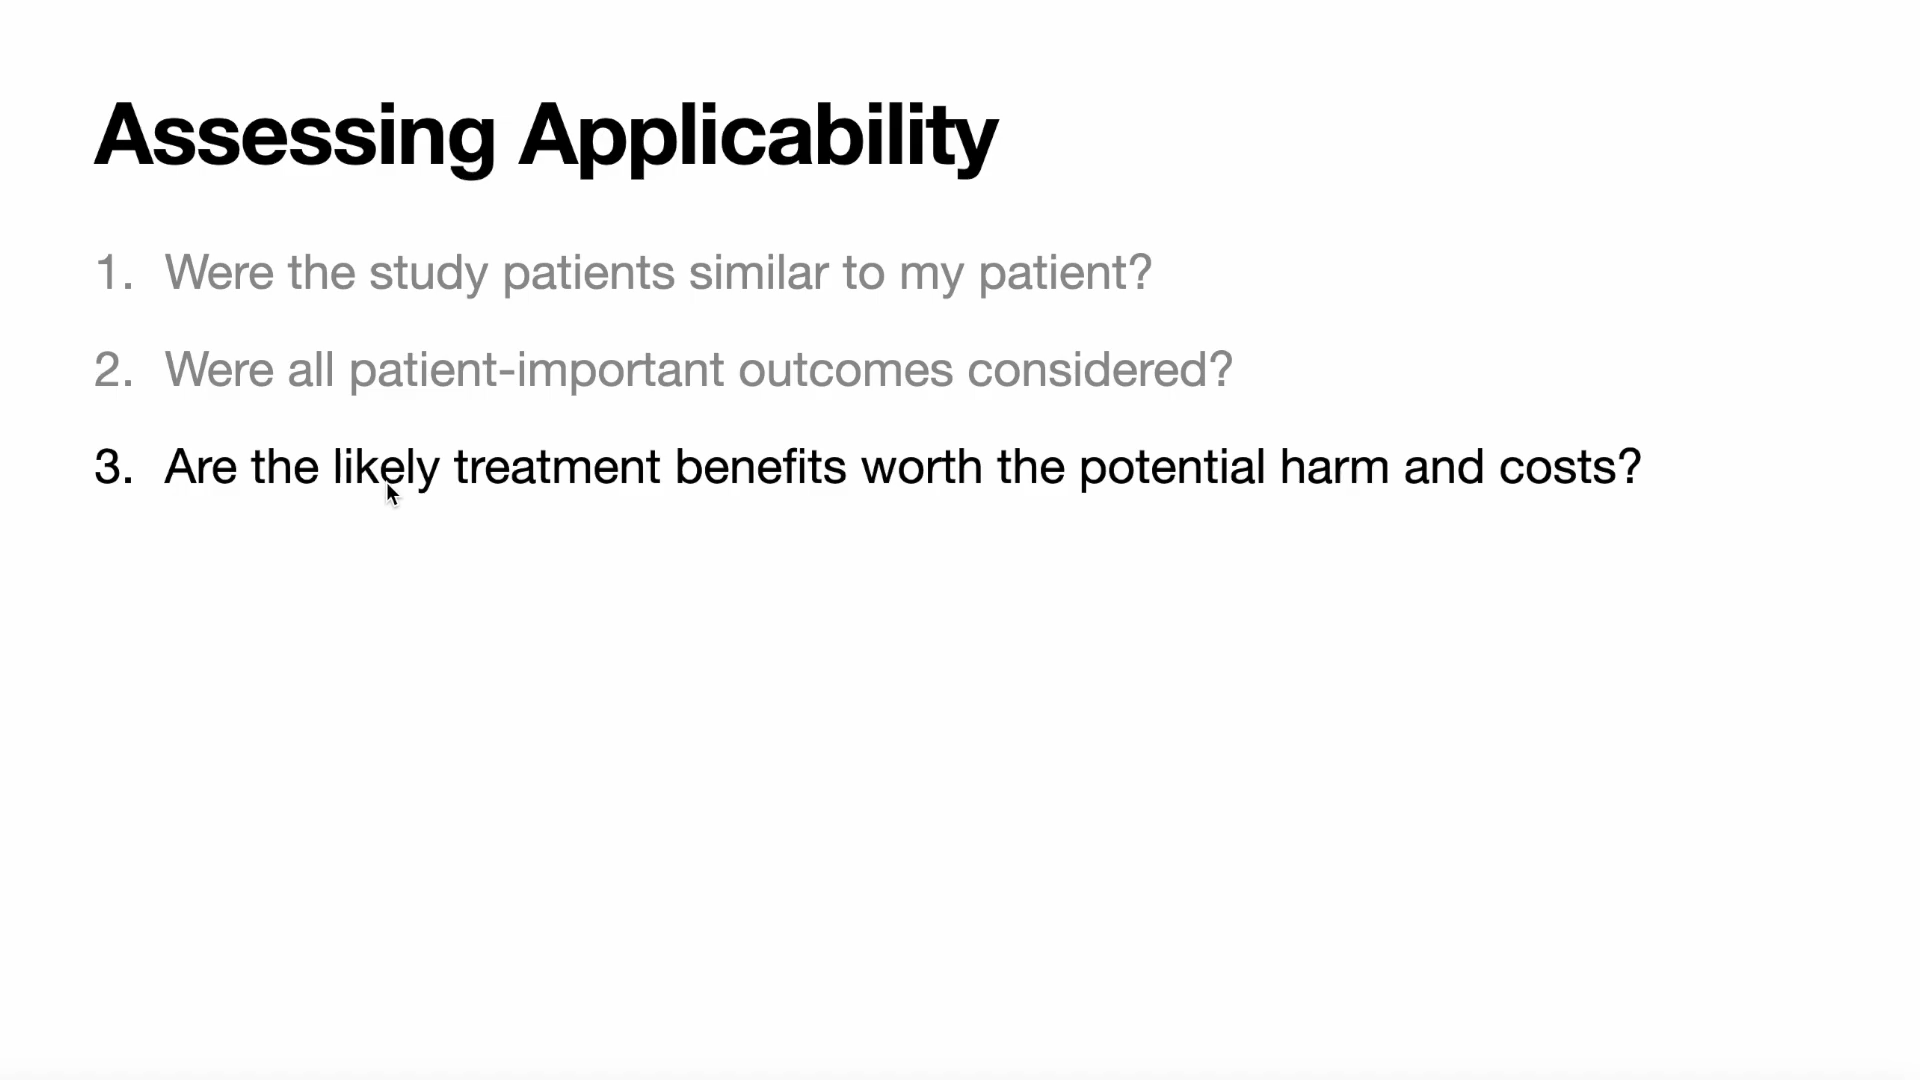 Assessing Applicability
1. Were the study patients similar to my patient?
2. Were all patient-important outcomes considered?
3. Are the likely treatment benefits worth the potential harm and costs?